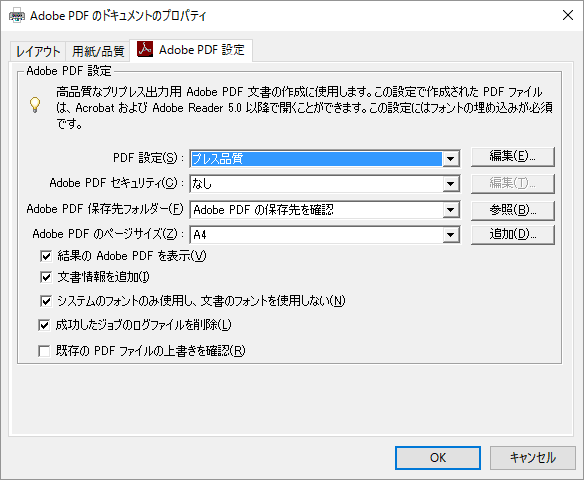 Adobe PDF のドキュメントのプロパティ
レイアウト 用紙/品質 Adobe PDF 設定
Adobe PDF 設定
高品質なプリプレス出力用 Adobe PDF 文書の作成に使用します。この設定で作成された PDF ファイル
は、Acrobat および Adobe Reader 5.0 以降で開くことができます。この設定にはフォントの埋め込みが必須
です。
PDF 設定(S): プレス品質 編集(E)...
Adobe PDF セキュリティ(C): なし 編集(T)...
Adobe PDF 保存先フォルダー(F) Adobe PDF の保存先を確認 参照(B)...
Adobe PDF のページサイズ(Z): A4 追加(D)...
結果の Adobe PDF を表示(V)
文書情報を追加(I)
システムのフォントのみ使用し、文書のフォントを使用しない(N)
成功したジョブのログファイルを削除(L)
既存の PDF ファイルの上書きを確認(R)
OK キャンセル